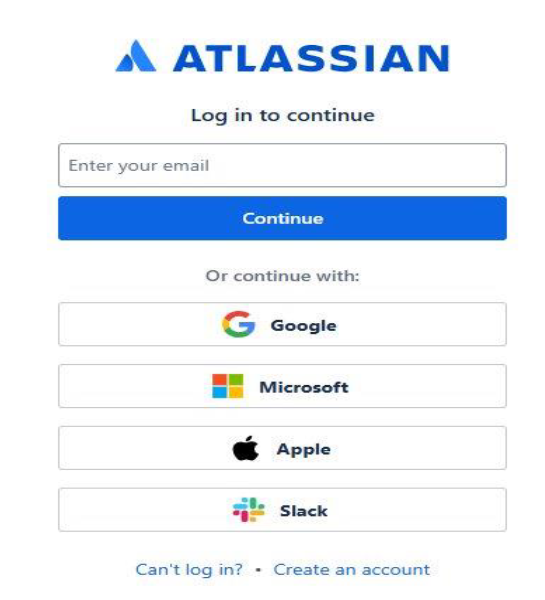 ATLASSIAN
Log in to continue
Enter your email
Continue
Or continue with:
Google
Microsoft
Apple
Slack
Can't log in? • Create an account